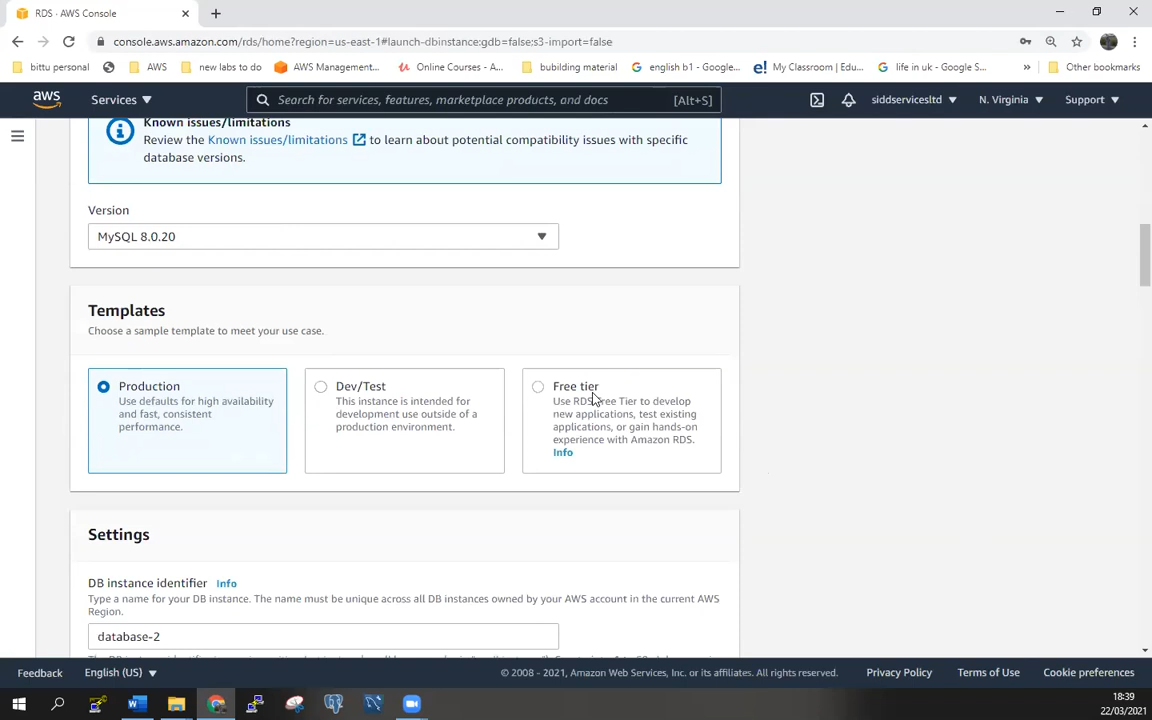 RDS · AWS Console
console.aws.amazon.com/rds/home?region=us-east-1#launch-dbinstance:gdb=false;s3-import=false
bittu personal
AWS
new labs to do
AWS Management...
Online Courses - A...
bubuilding material
english b1 - Google...
My Classroom | Edu...
life in uk - Google S...
»
Other bookmarks
aws
Services
Search for services, features, marketplace products, and docs
[Alt+S]
siddservicesltd
N. Virginia
Support
Known issues/limitations
Review the Known issues/limitations to learn about potential compatibility issues with specific
database versions.
Version
MySQL 8.0.20
Templates
Choose a sample template to meet your use case.
Production
Use defaults for high availability
and fast, consistent
performance.
Dev/Test
This instance is intended for
development use outside of a
production environment.
Free tier
Use RDS Free Tier to develop
new applications, test existing
applications, or gain hands-on
experience with Amazon RDS.
Info
Settings
DB instance identifier Info
Type a name for your DB instance. The name must be unique across all DB instances owned by your AWS account in the current AWS
Region.
database-2
Feedback
English (US)
© 2008 - 2021, Amazon Web Services, Inc. or its affiliates. All rights reserved.
Privacy Policy
Terms of Use
Cookie preferences
18:39
22/03/2021